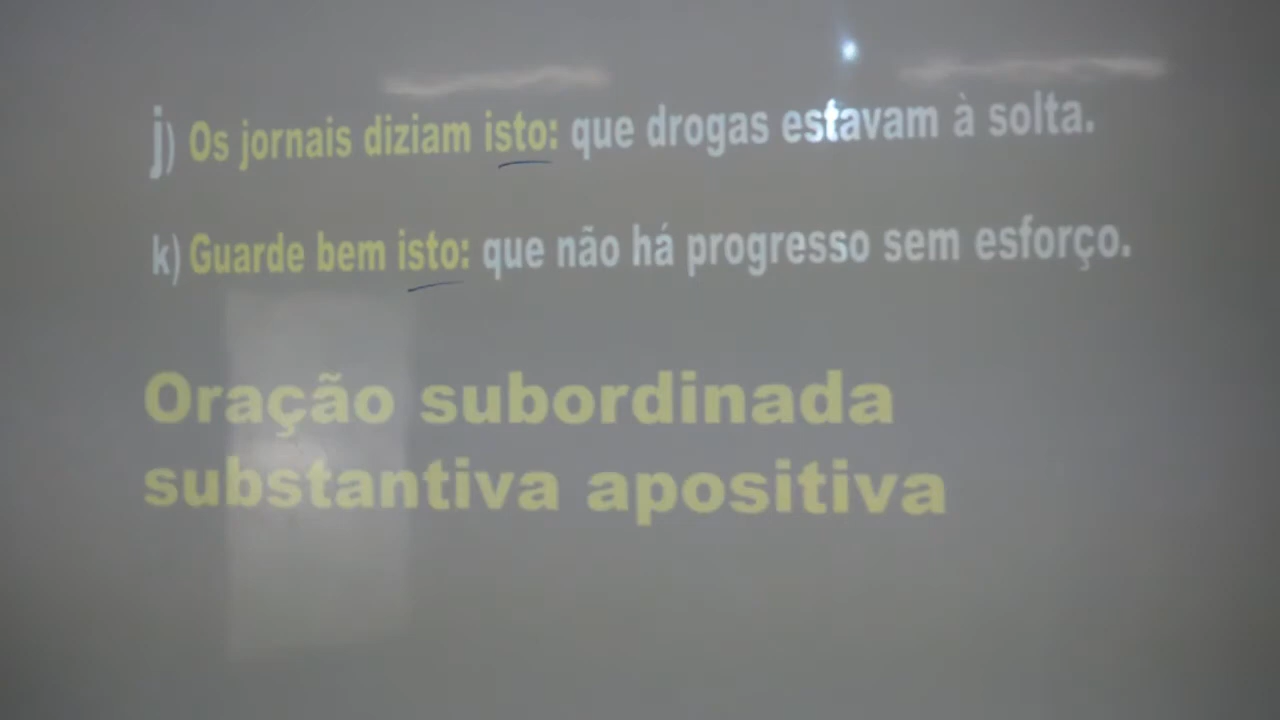 j) Os jornais diziam isto: que drogas estavam à solta.
k) Guarde bem isto: que não há progresso sem esforço.
Oração subordinada
substantiva apositiva